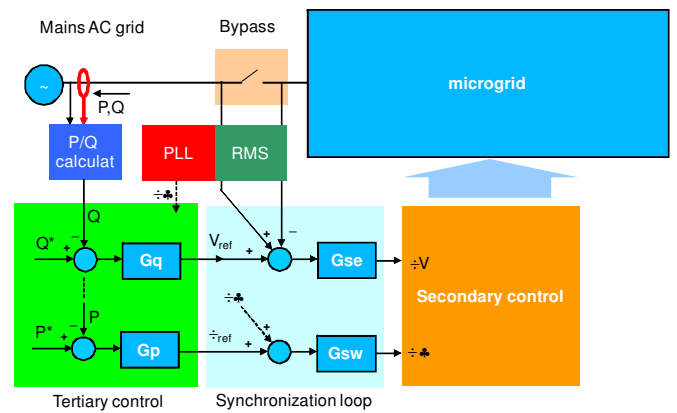 Mains AC grid
Bypass
~
microgrid
P,Q
P/Q
calculat
PLL
RMS
÷♣
Q
Q*
+
−
Gq
Vref
+
+
−
Gse
÷V
Secondary control
÷♣
P
P*
+
−
Gp
÷ref
+
+
Gsw
÷♣
Tertiary control
Synchronization loop